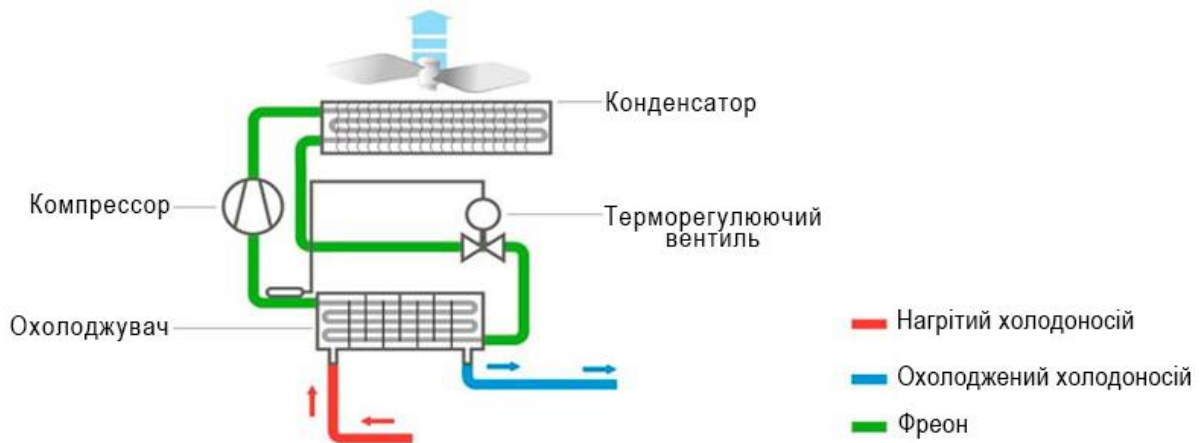 Конденсатор
Компрессор
Терморегулюючий
вентиль
Охолоджувач
Нагрітий холодоносій
Охолоджений холодоносій
Фреон